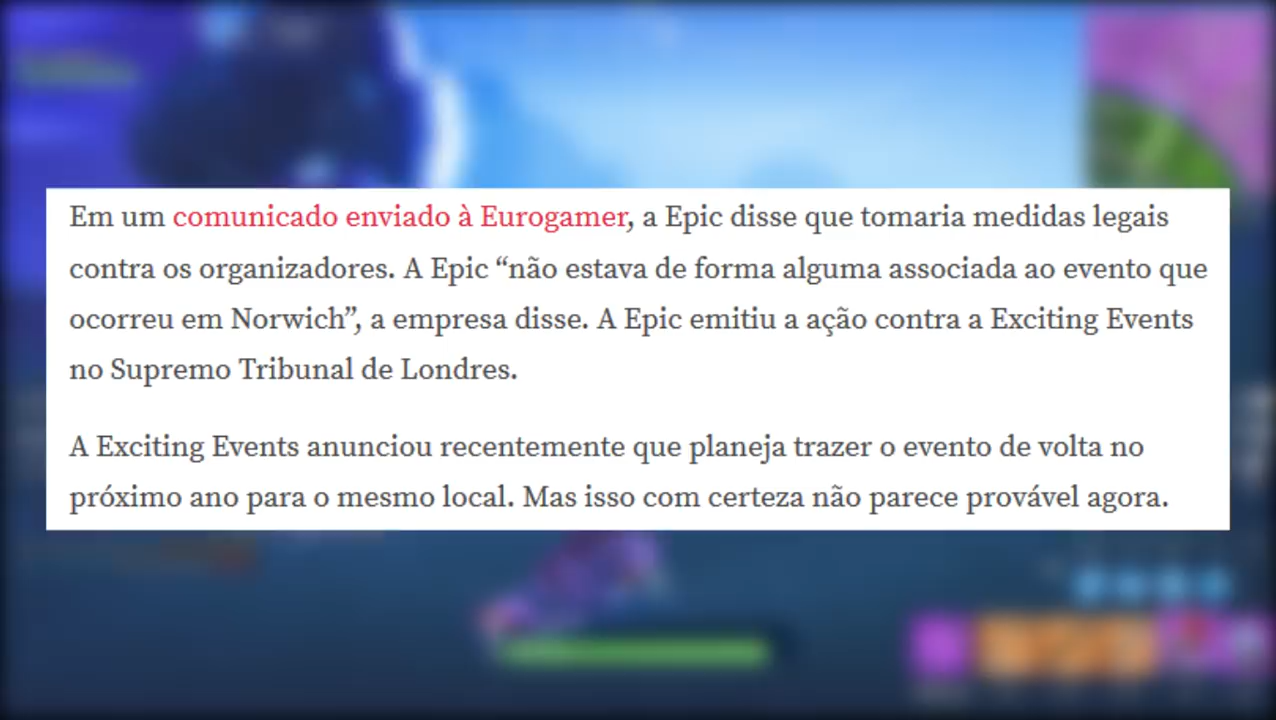 Em um comunicado enviado à Eurogamer, a Epic disse que tomaria medidas legais
contra os organizadores. A Epic “não estava de forma alguma associada ao evento que
ocorreu em Norwich”, a empresa disse. A Epic emitiu a ação contra a Exciting Events
no Supremo Tribunal de Londres.
A Exciting Events anunciou recentemente que planeja trazer o evento de volta no
próximo ano para o mesmo local. Mas isso com certeza não parece provável agora.